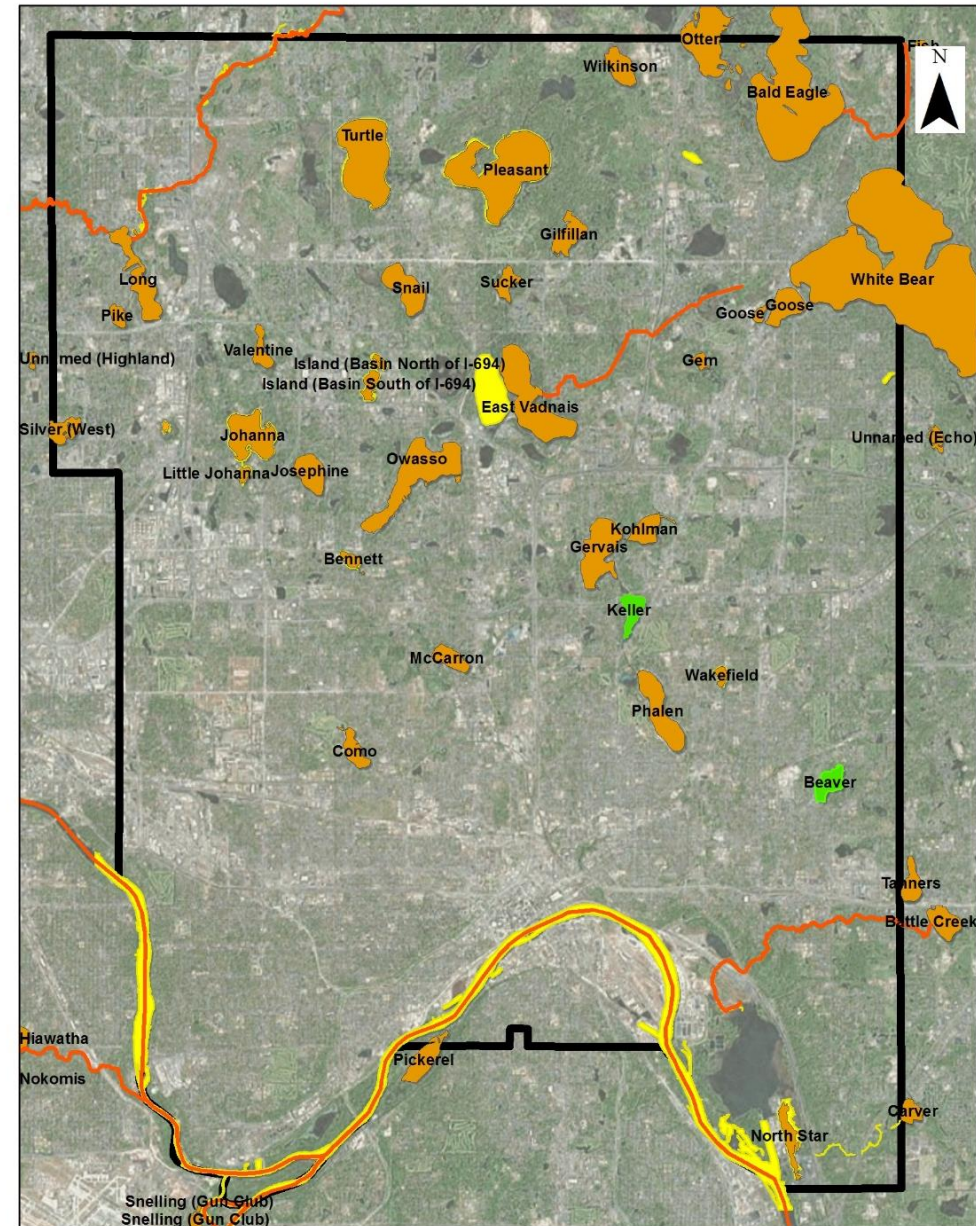 Otter
Fish
N
Wilkinson
Bald Eagle
Turtle
Pleasant
Gilfillan
Long
Snail
Sucker
White Bear
Pike
Goose
Goose
Unnamed (Highland)
Valentine
Island (Basin North of I-694)
Gem
Island (Basin South of I-694)
East Vadnais
Silver (West)
Johanna
Unnamed (Echo)
Owasso
Little Johanna
Josephine
Kohlman
Gervais
Bennett
Keller
McCarron
Wakefield
Phalen
Como
Beaver
Tanners
Battle Creek
Hiawatha
Pickerel
Nokomis
Carver
North Star
Snelling (Gun Club)
Snelling (Gun Club)